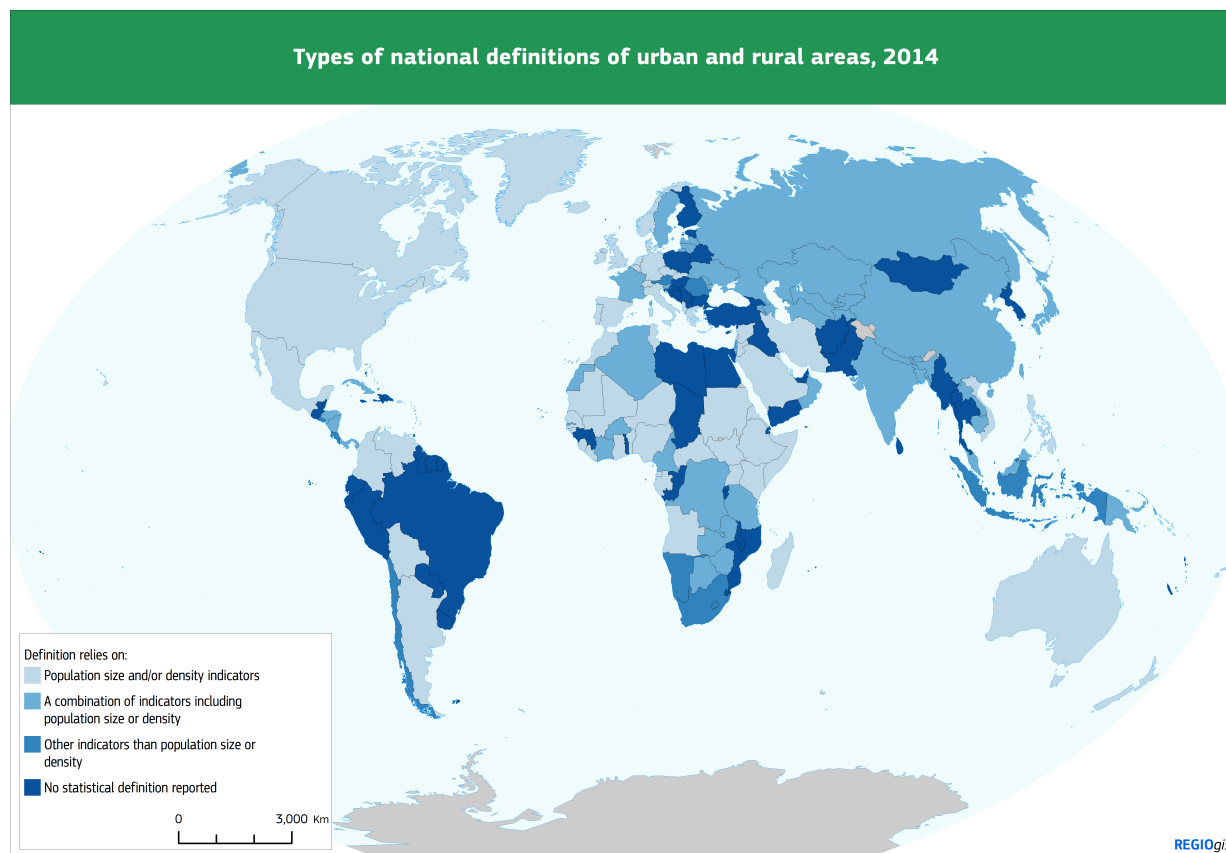 Types of national definitions of urban and rural areas, 2014
Definition relies on:
Population size and/or density indicators
A combination of indicators including
population size or density
Other indicators than population size or
density
No statistical definition reported
0 3,000 Km
REGIOgis